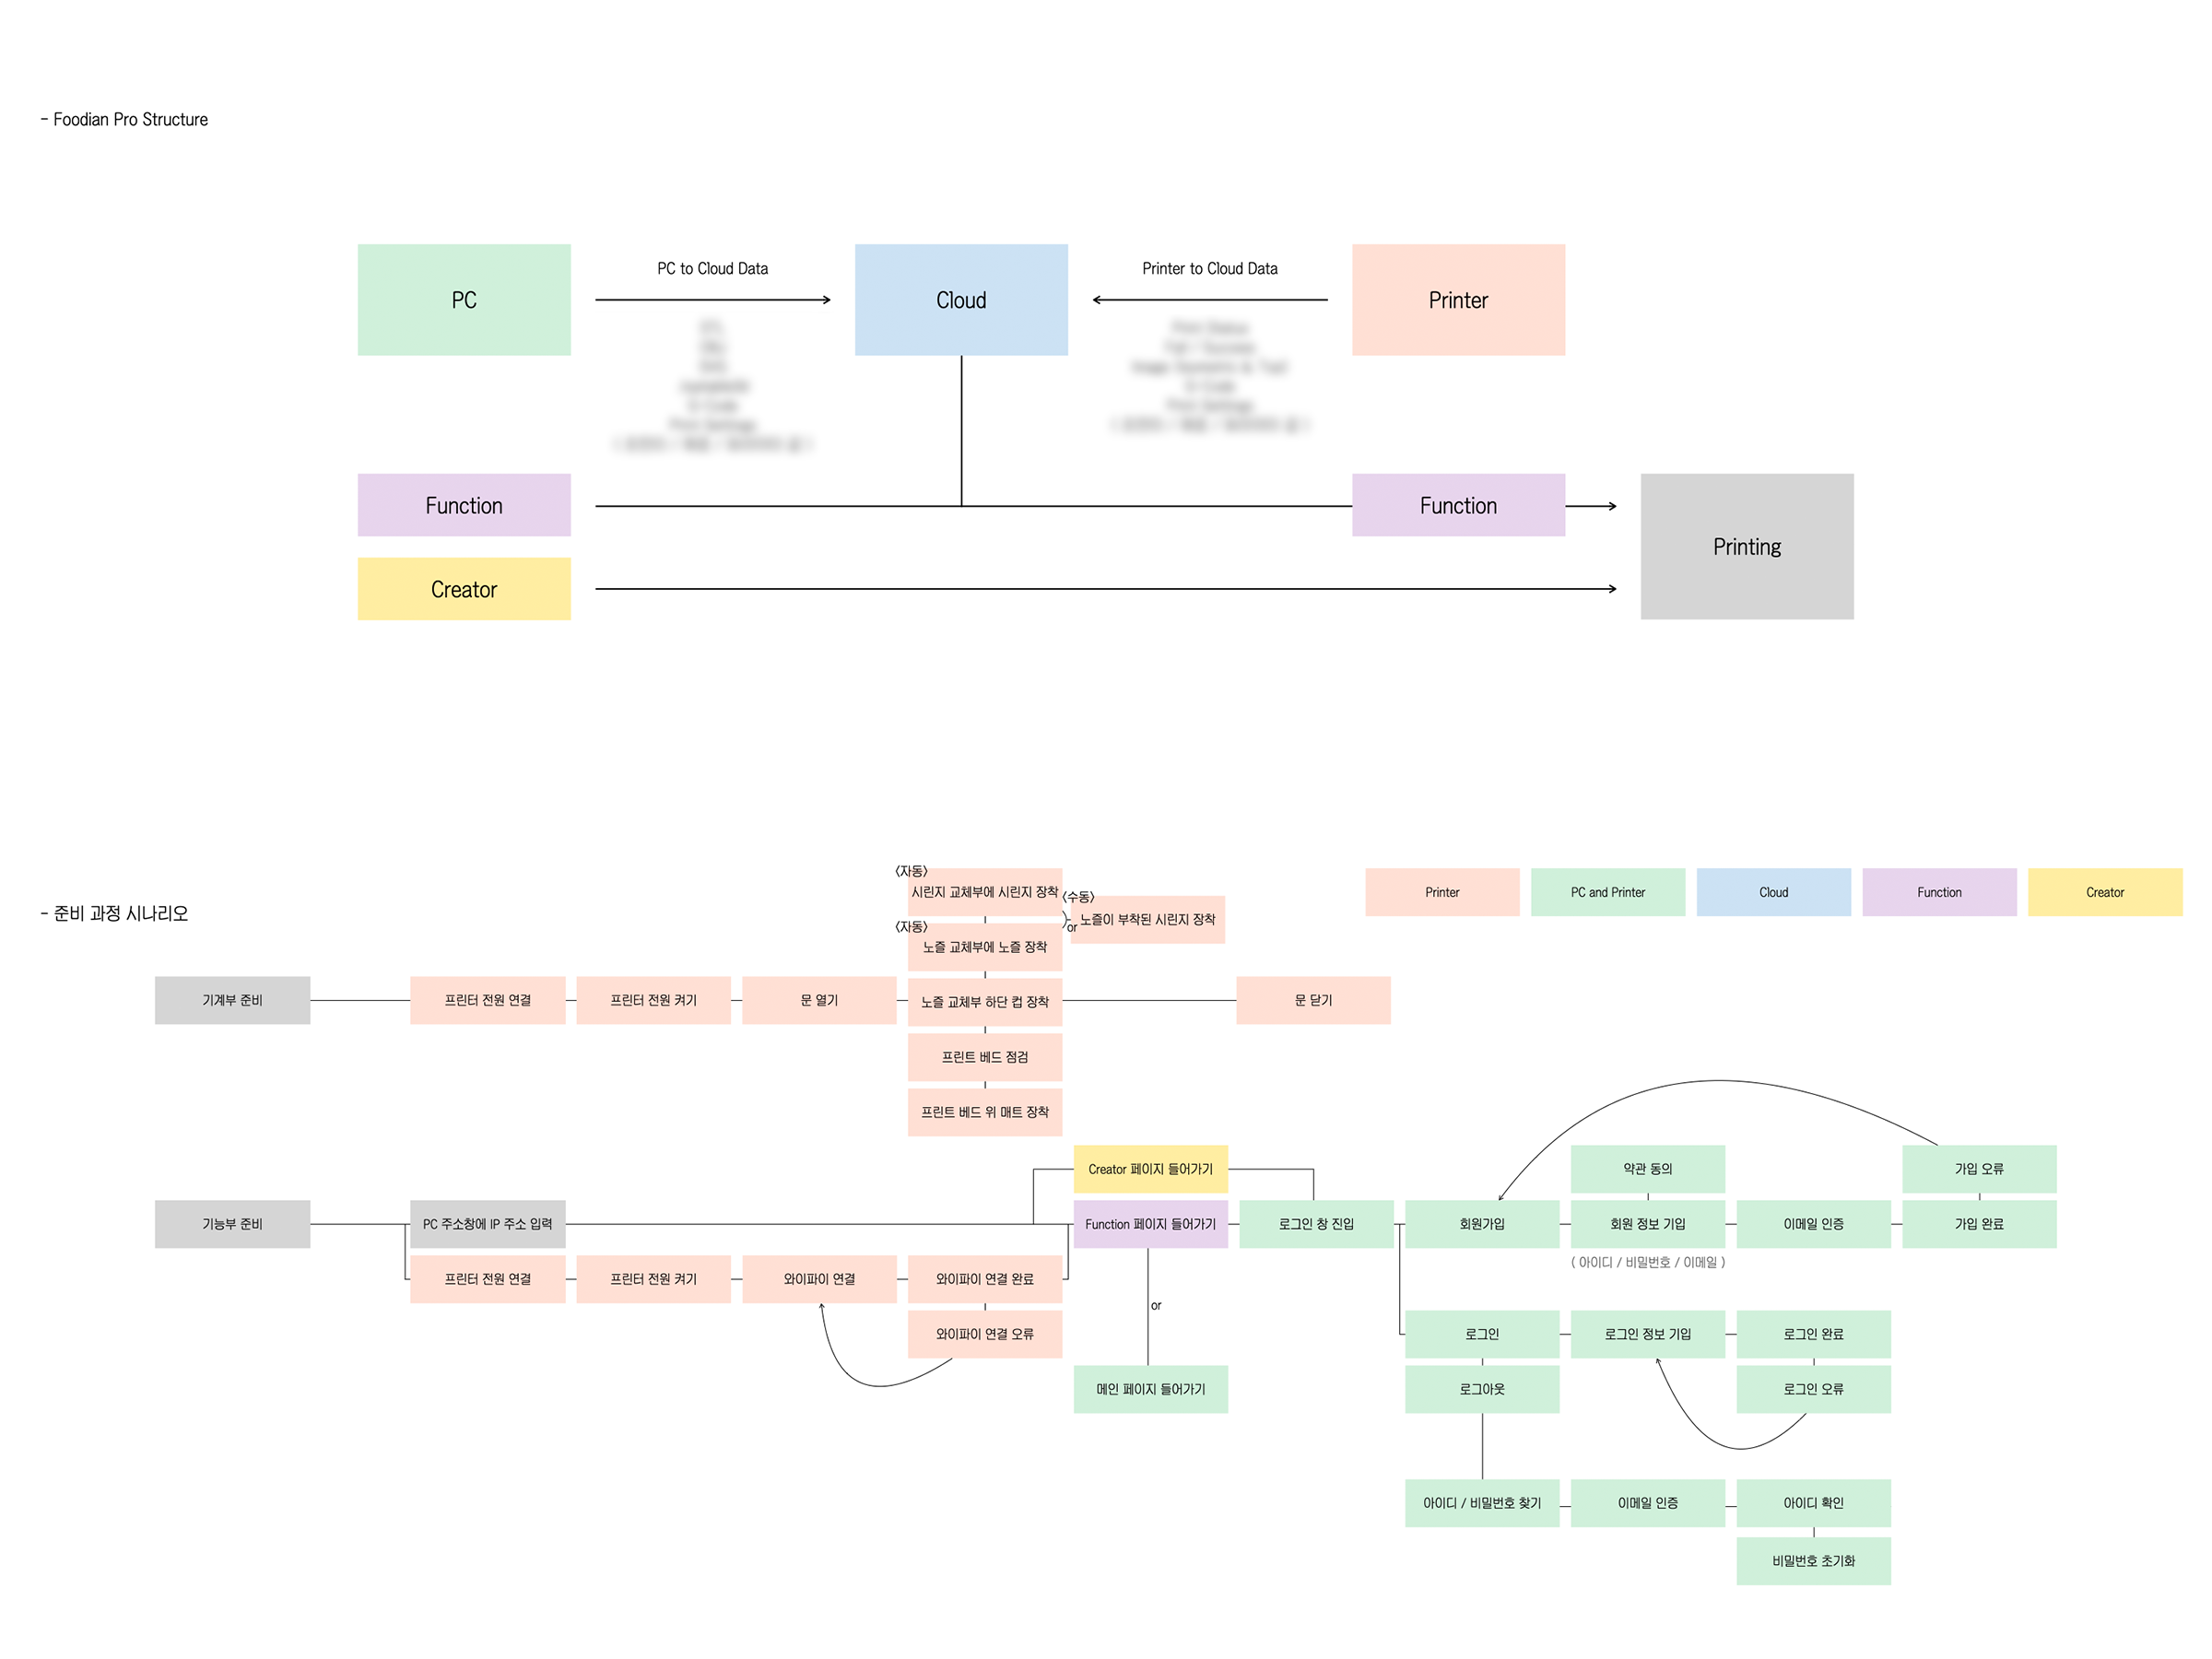 - Foodian Pro Structure
PC
PC to Cloud Data
Cloud
Printer to Cloud Data
Printer
Function
Function
Creator
Printing
- 준비 과정 시나리오
Printer
PC and Printer
Cloud
Function
Creator
<자동>
시린지 교체부에 시린지 장착
<수동>
or
노즐이 부착된 시린지 장착
<자동>
노즐 교체부에 노즐 장착
기계부 준비
프린터 전원 연결
프린터 전원 켜기
문 열기
노즐 교체부 하단 컵 장착
문 닫기
프린트 베드 점검
프린트 베드 위 매트 장착
Creator 페이지 들어가기
약관 동의
가입 오류
기능부 준비
PC 주소창에 IP 주소 입력
Function 페이지 들어가기
로그인 창 진입
회원가입
회원 정보 기입
이메일 인증
가입 완료
( 아이디 / 비밀번호 / 이메일 )
프린터 전원 연결
프린터 전원 켜기
와이파이 연결
와이파이 연결 완료
or
와이파이 연결 오류
로그인
로그인 정보 기입
로그인 완료
메인 페이지 들어가기
로그아웃
로그인 오류
아이디 / 비밀번호 찾기
이메일 인증
아이디 확인
비밀번호 초기화